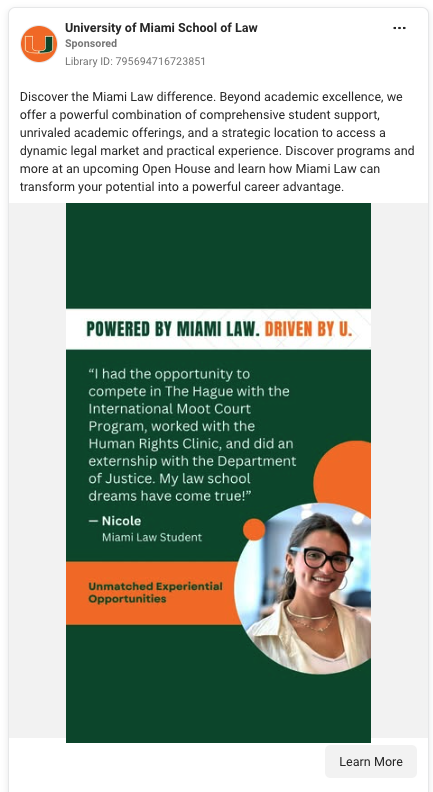 University of Miami School of Law
Sponsored
Library ID: 795694716723851
Discover the Miami Law difference. Beyond academic excellence, we
offer a powerful combination of comprehensive student support,
unrivaled academic offerings, and a strategic location to access a
dynamic legal market and practical experience. Discover programs and
more at an upcoming Open House and learn how Miami Law can
transform your potential into a powerful career advantage.
POWERED BY MIAMI LAW. DRIVEN BY U.
“I had the opportunity to
compete in The Hague with the
International Moot Court
Program, worked with the
Human Rights Clinic, and did an
externship with the Department
of Justice. My law school
dreams have come true!”
— Nicole
Miami Law Student
Unmatched Experiential
Opportunities
Learn More